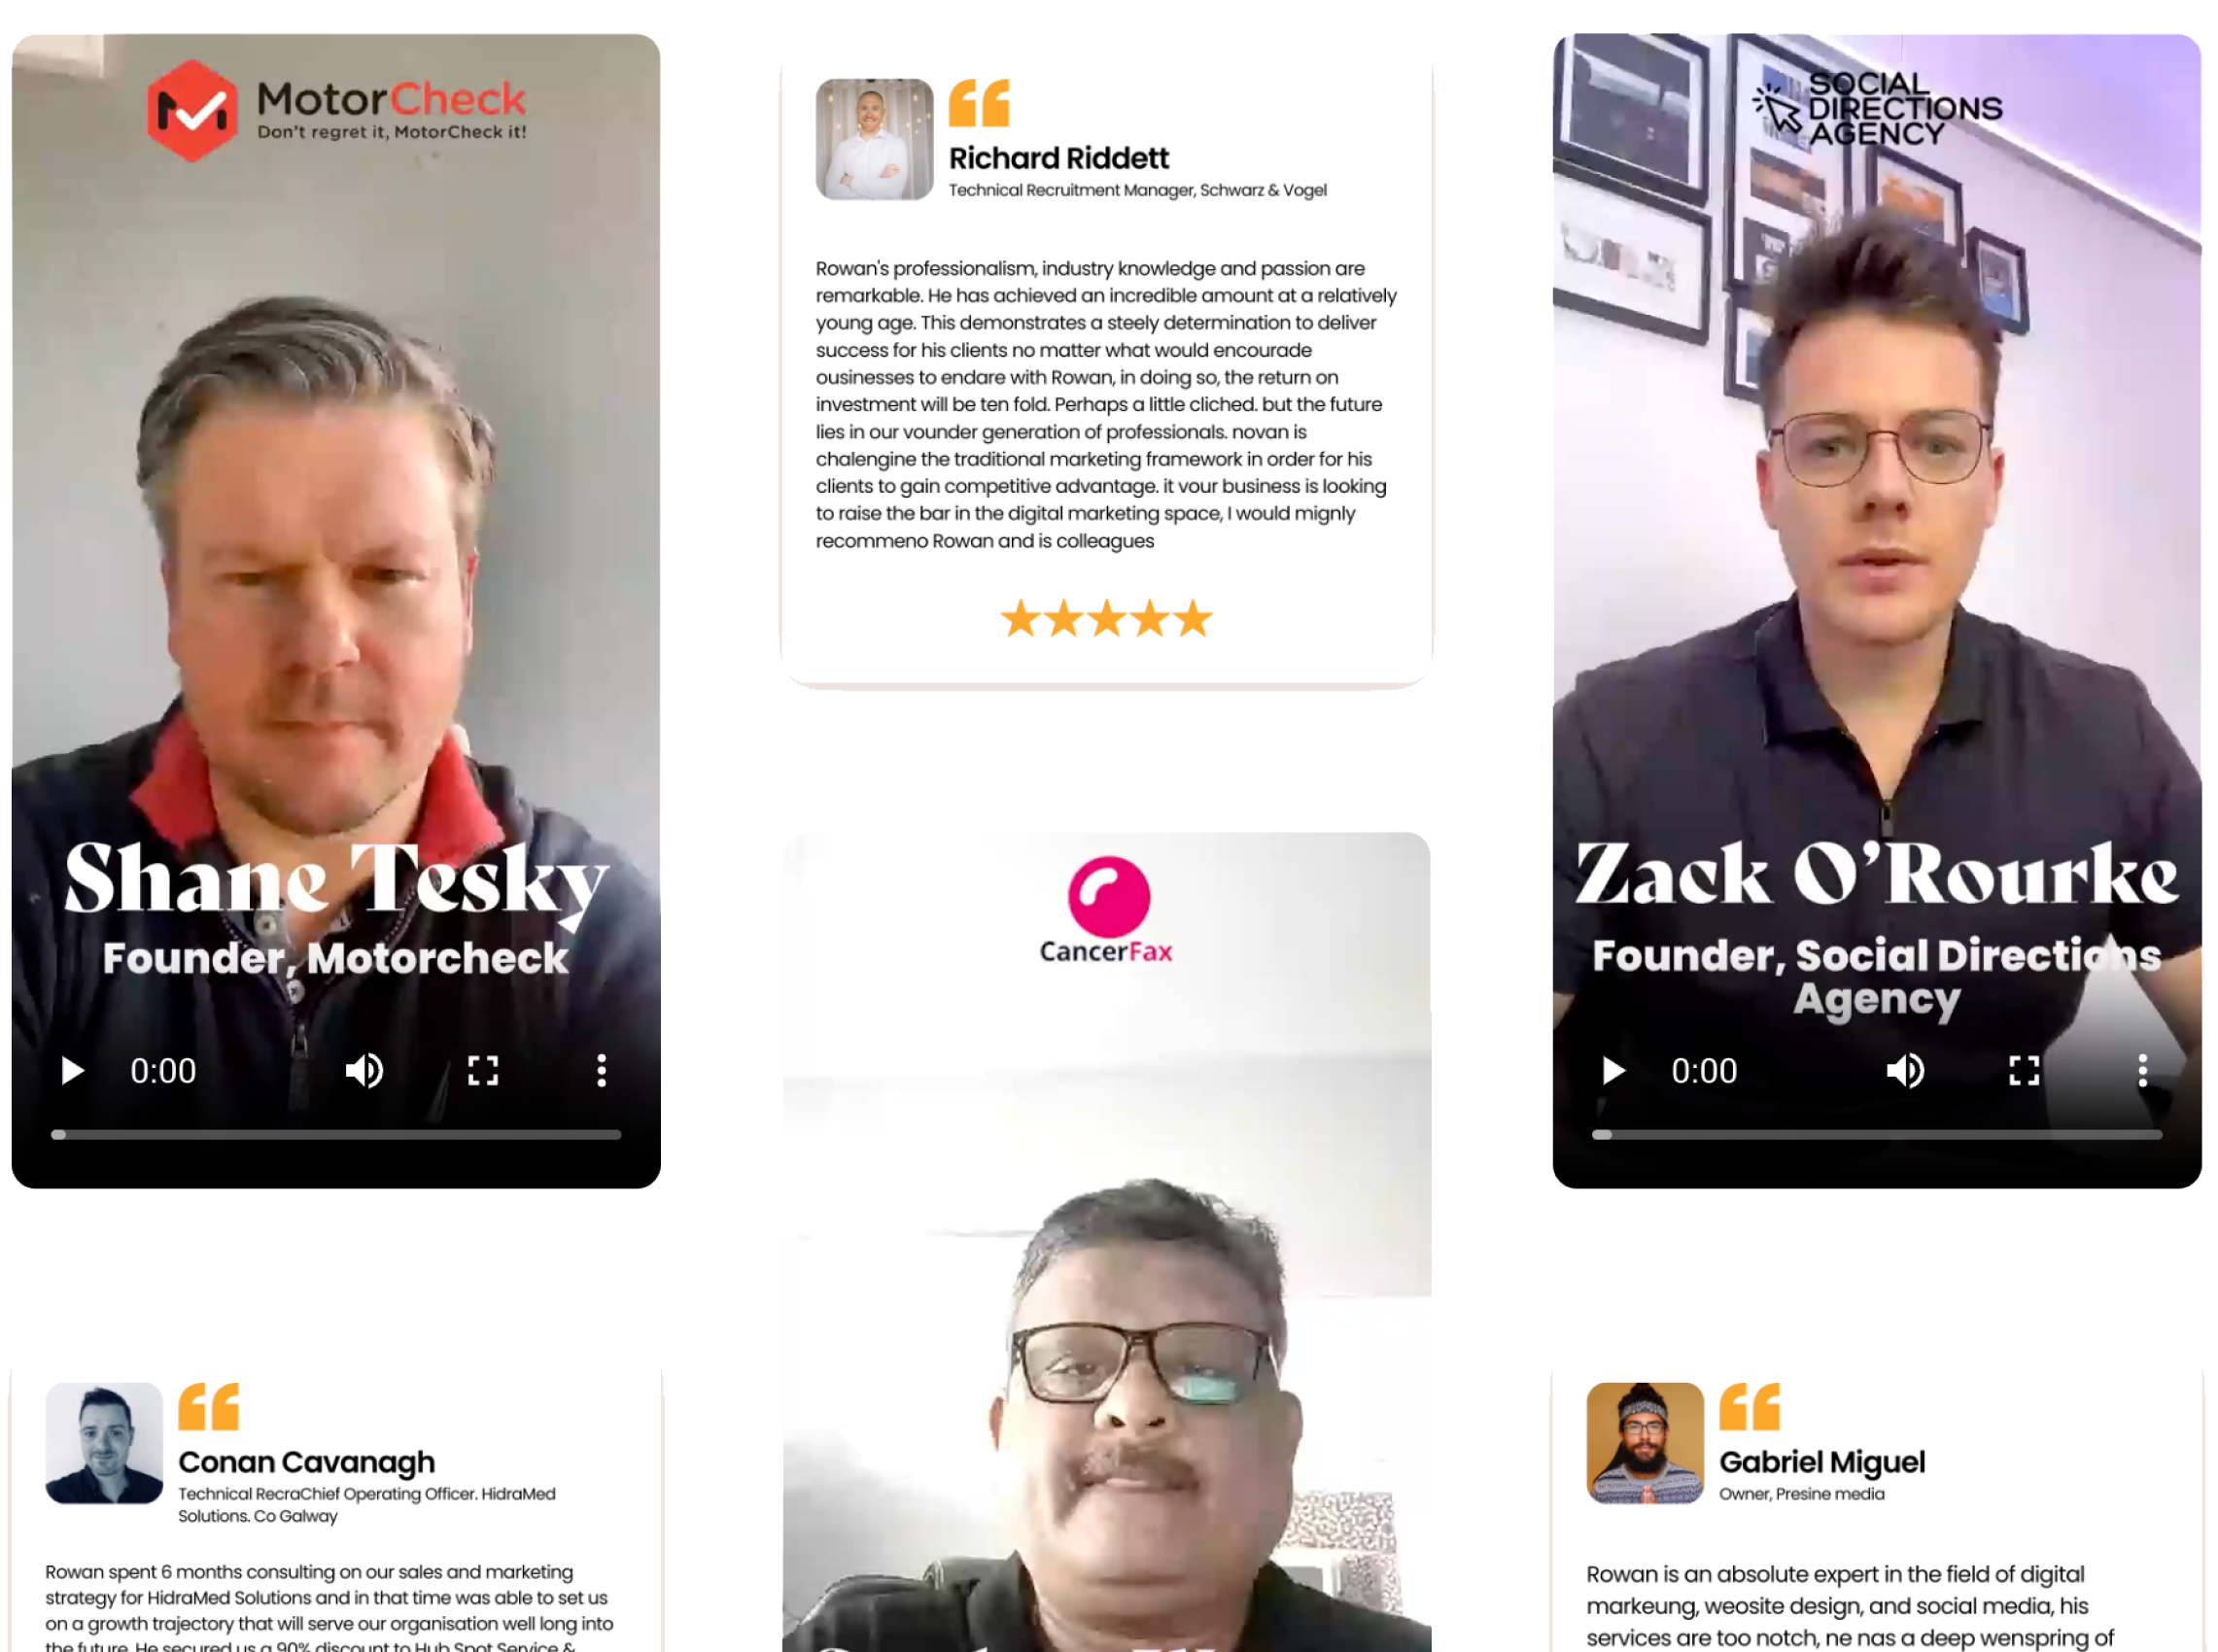 MotorCheck
Don't regret it, MotorCheck it!
Shane Tesky
Founder, Motorcheck
0:00
Richard Riddett
Technical Recruitment Manager, Schwarz & Vogel
Rowan's professionalism, industry knowledge and passion are
remarkable. He has achieved an incredible amount at a relatively
young age. This demonstrates a steely determination to deliver
success for his clients no matter what would encourade
ousinesses to endare with Rowan, in doing so, the return on
investment will be ten fold. Perhaps a little cliched. but the future
lies in our vounder generation of professionals. novan is
chalengine the traditional marketing framework in order for his
clients to gain competitive advantage. it vour business is looking
to raise the bar in the digital marketing space, I would mignly
recommeno Rowan and is colleagues
SOCIAL
DIRECTIONS
AGENCY
Zack O'Rourke
Founder, Social Directions
Agency
0:00
CancerFax
Conan Cavanagh
Technical RecraChief Operating Officer. HidraMed
Solutions. Co Galway
Rowan spent 6 months consulting on our sales and marketing
strategy for HidraMed Solutions and in that time was able to set us
on a growth trajectory that will serve our organisation well long into
the future. He secured us a 90% discount to Hub Spot Service &
Gabriel Miguel
Owner, Presine media
Rowan is an absolute expert in the field of digital
markeung, weosite design, and social media, his
services are too notch, ne nas a deep wenspring of